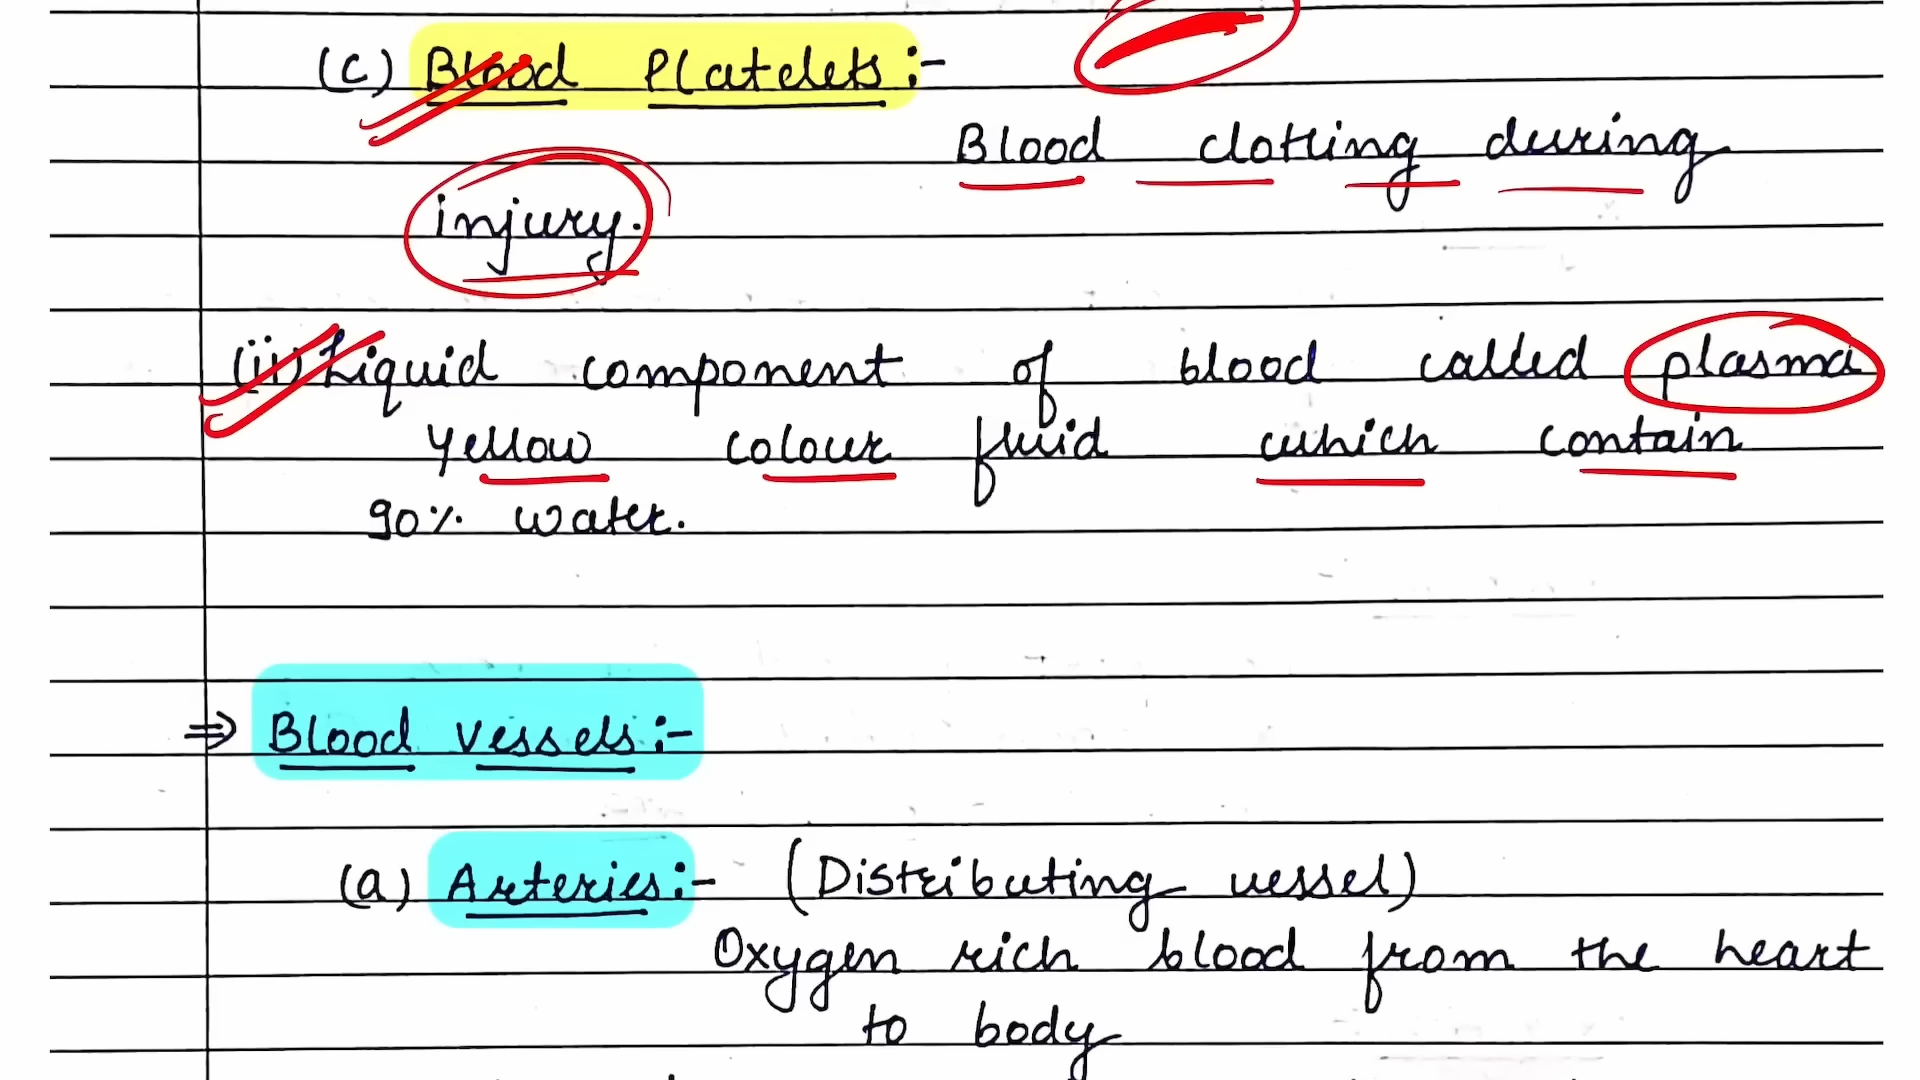 (c) Blood Platelets:-
Blood clotting during
injury.
(ii) Liquid component of blood called plasma
Yellow colour fluid which contain
90% water.
⇒ Blood Vessels:-
(a) Arteries:- (Distributing vessel)
Oxygen rich blood from the heart
to body